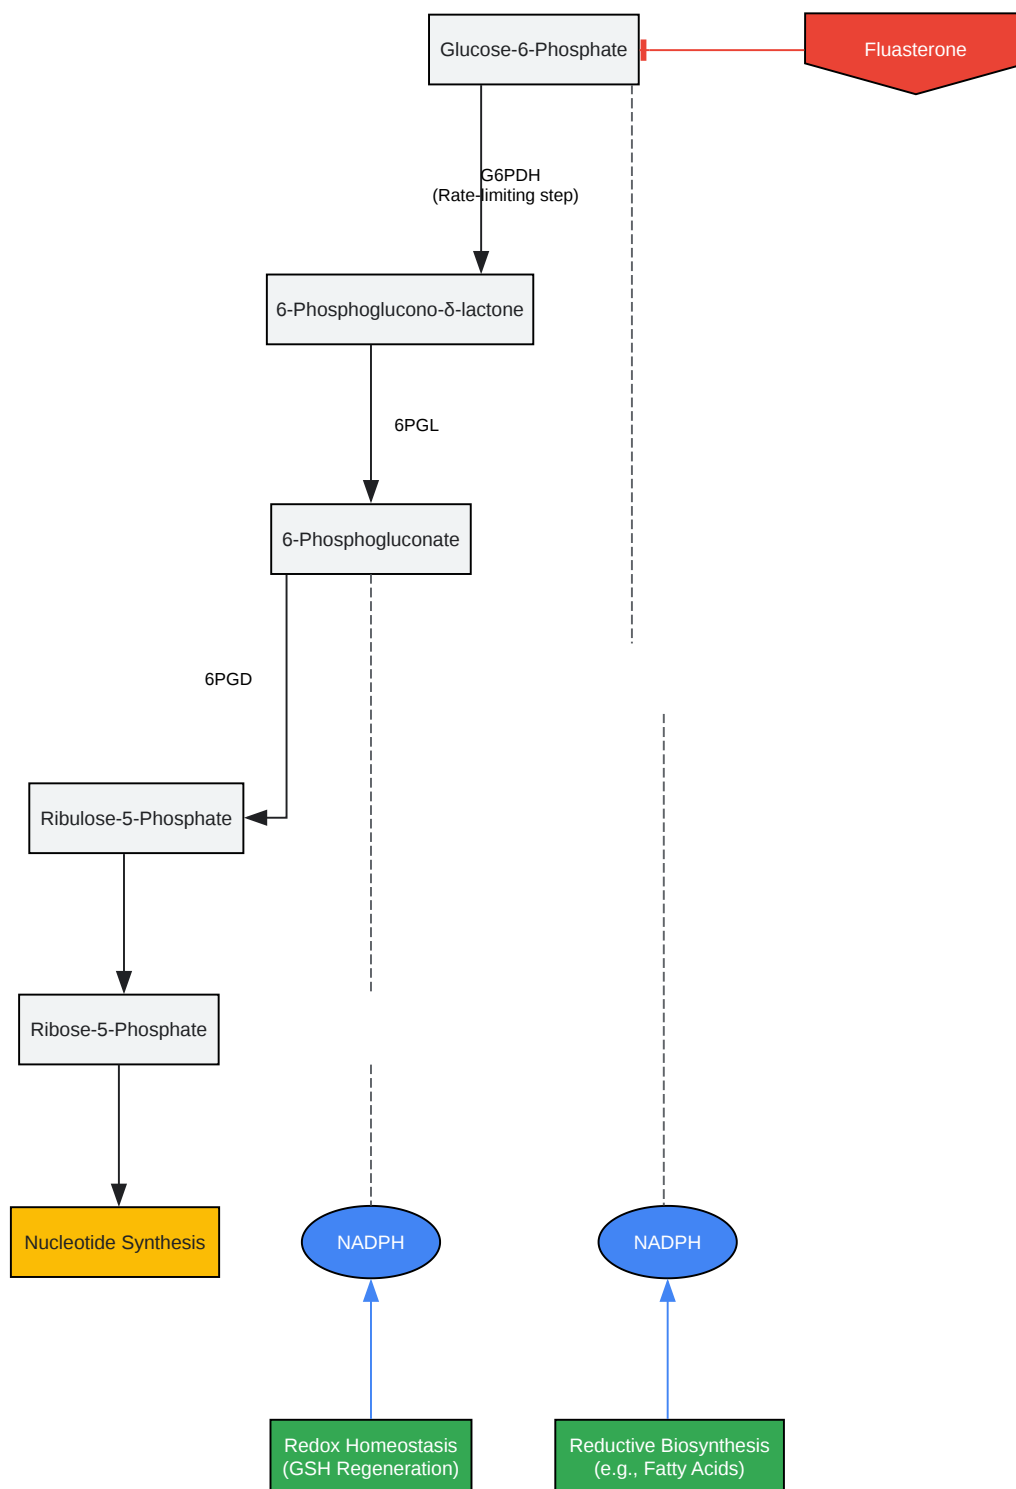 Glucose-6-Phosphate
Fluasterone
G6PDH
(Rate-limiting step)
6-Phosphoglucono-δ-lactone
6PGL
6-Phosphogluconate
6PGD
Ribulose-5-Phosphate
Ribose-5-Phosphate
Nucleotide Synthesis
NADPH
NADPH
Redox Homeostasis
(GSH Regeneration)
Reductive Biosynthesis
(e.g., Fatty Acids)